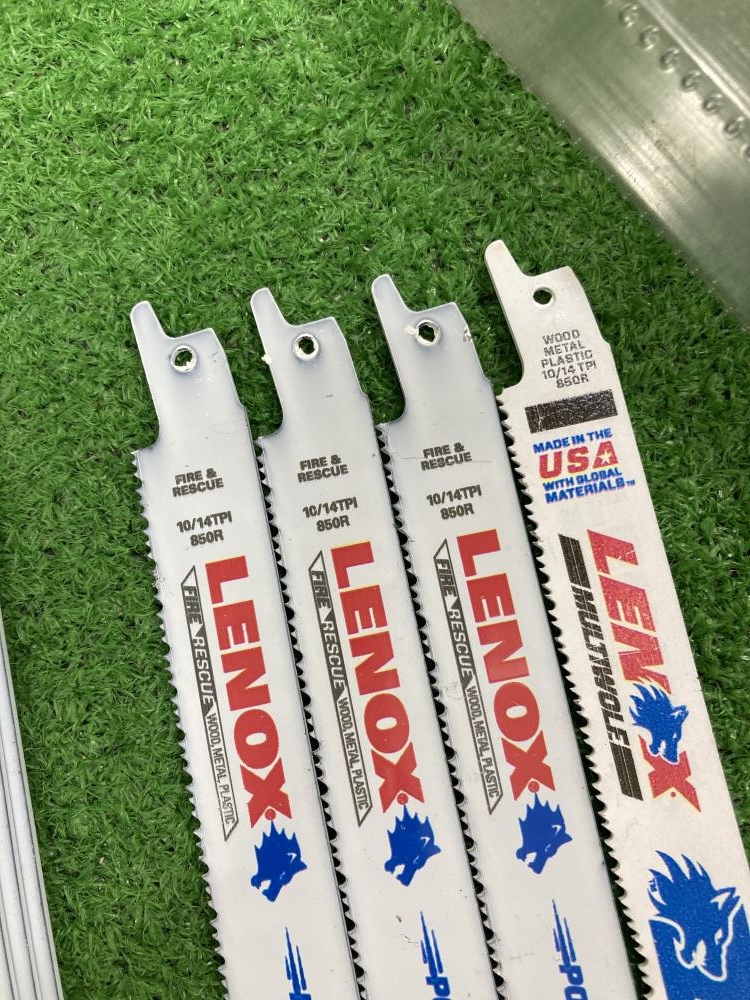 FIRE &
RESCUE
10/14TPI
850R
LENOX
FIRE RESCUE WOOD, METAL, PLASTIC
FIRE &
RESCUE
10/14TPI
850R
LENOX
FIRE RESCUE WOOD, METAL, PLASTIC
FIRE &
RESCUE
10/14TPI
850R
LENOX
FIRE RESCUE WOOD, METAL, PLASTIC
WOOD
METAL
PLASTIC
10/14 TPI
850R
MADE IN THE
USA
WITH GLOBAL
MATERIALS™
LENOX
MULTIWOLF